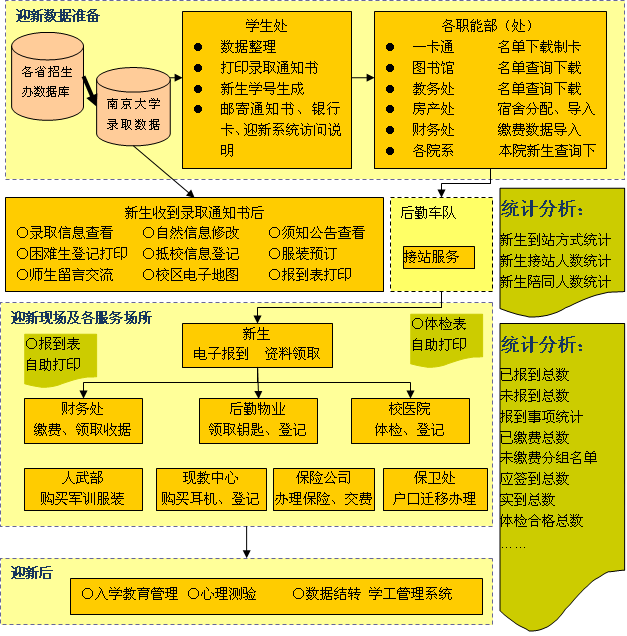 迎新数据准备
各省招生
办数据库
南京大学
录取数据
学生处
● 数据整理
● 打印录取通知书
● 新生学号生成
● 邮寄通知书、银行
卡、迎新系统访问说
明
各职能部（处）
● 一卡通 名单下载制卡
● 图书馆 名单查询下载
● 教务处 名单查询下载
● 房产处 宿舍分配、导入
● 财务处 缴费数据导入
● 各院系 本院新生查询下
新生收到录取通知书后
○录取信息查看 ○自然信息修改 ○须知公告查看
○困难生登记打印 ○抵校信息登记 ○服装预订
○师生留言交流 ○校区电子地图 ○报到表打印
后勤车队
接站服务
统计分析：
新生到站方式统计
新生接站人数统计
新生陪同人数统计
迎新现场及各服务场所
○报到表
自助打印
新生
电子报到 资料领取
○体检表
自助打印
财务处
缴费、领取收据
后勤物业
领取钥匙、登记
校医院
体检、登记
人武部
购买军训服装
现教中心
购买耳机、登记
保险公司
办理保险、交费
保卫处
户口迁移办理
统计分析：
已报到总数
未报到总数
报到事项统计
已缴费总数
未缴费分组名单
应签到总数
实到总数
体检合格总数
……
迎新后
○入学教育管理 ○心理测验 ○数据结转 学工管理系统